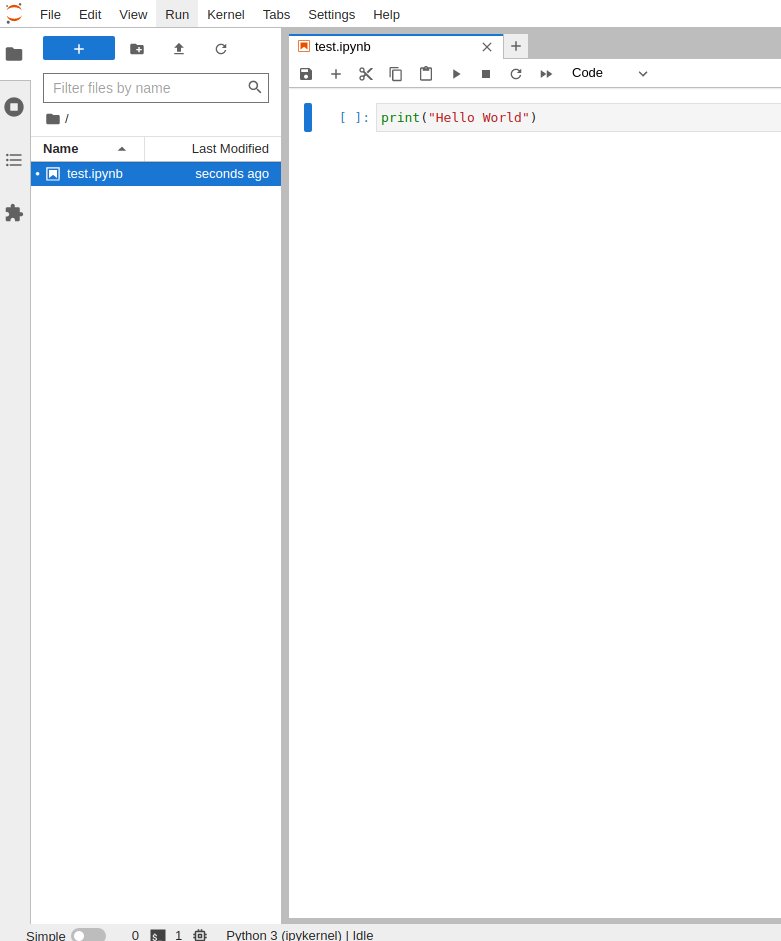 File Edit View Run Kernel Tabs Settings Help
test.ipynb
Filter files by name
Code
/
[ ]: print("Hello World")
Name Last Modified
test.ipynb seconds ago
Simple 0 $_ 1 Python 3 (ipykernel) | Idle